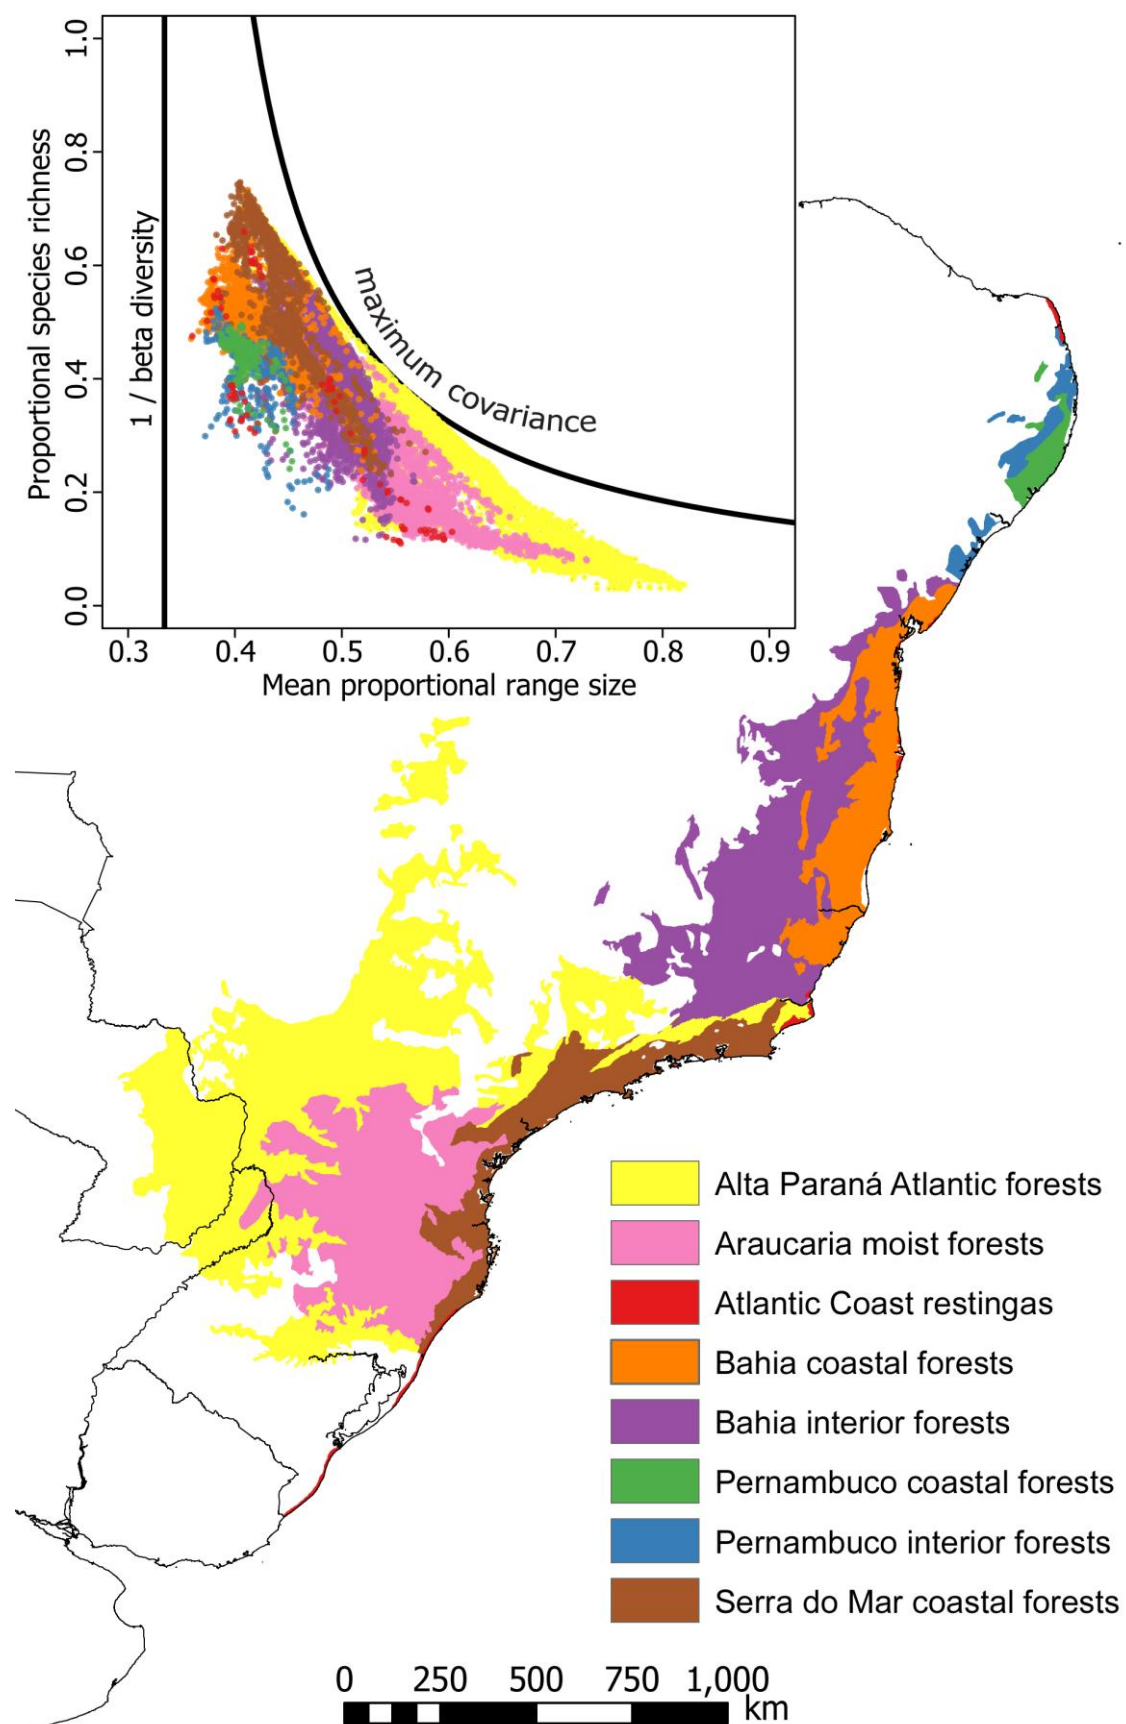 Proportional species richness
1.0
0.8
0.6
0.4
0.2
0.0
1 / beta diversity
maximum covariance
0.3 0.4 0.5 0.6 0.7 0.8 0.9
Mean proportional range size
Alta Paraná Atlantic forests
Araucaria moist forests
Atlantic Coast restingas
Bahia coastal forests
Bahia interior forests
Pernambuco coastal forests
Pernambuco interior forests
Serra do Mar coastal forests
0 250 500 750 1,000
km